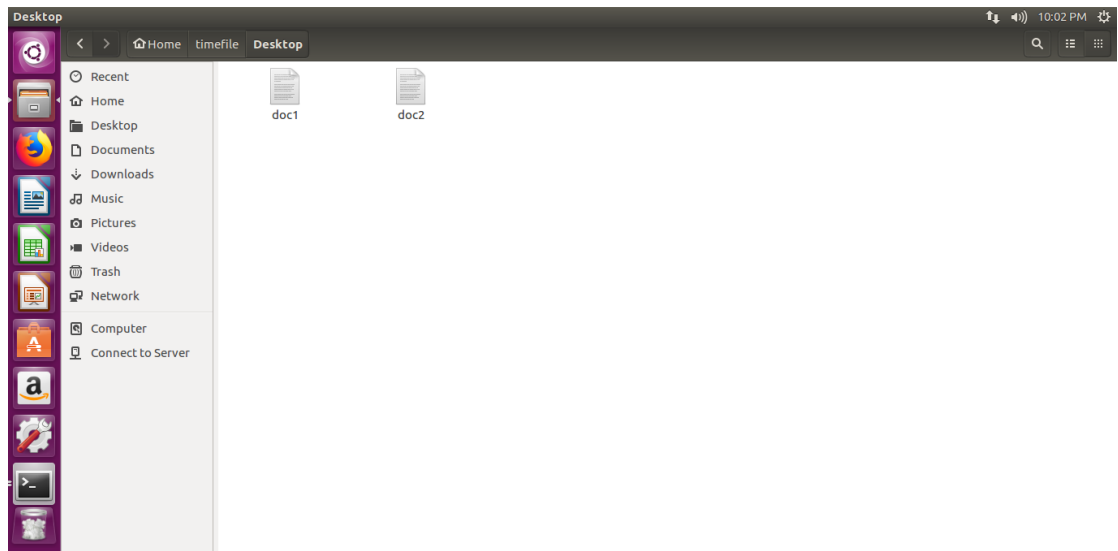 Desktop 10:02 PM
Home timefile Desktop
Recent
Home
Desktop
Documents
Downloads
Music
Pictures
Videos
Trash
Network
Computer
Connect to Server
doc1 doc2